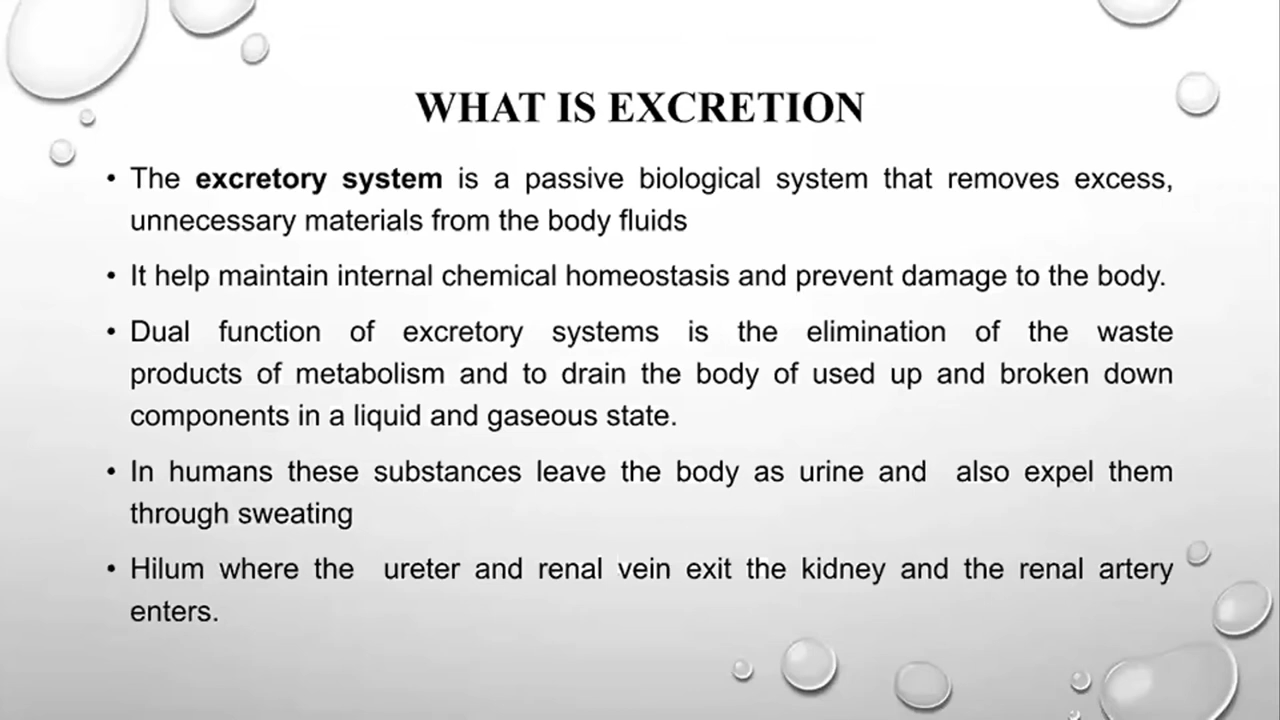 WHAT IS EXCRETION
• The excretory system is a passive biological system that removes excess,
unnecessary materials from the body fluids
• It help maintain internal chemical homeostasis and prevent damage to the body.
• Dual function of excretory systems is the elimination of the waste
products of metabolism and to drain the body of used up and broken down
components in a liquid and gaseous state.
• In humans these substances leave the body as urine and also expel them
through sweating
• Hilum where the ureter and renal vein exit the kidney and the renal artery
enters.